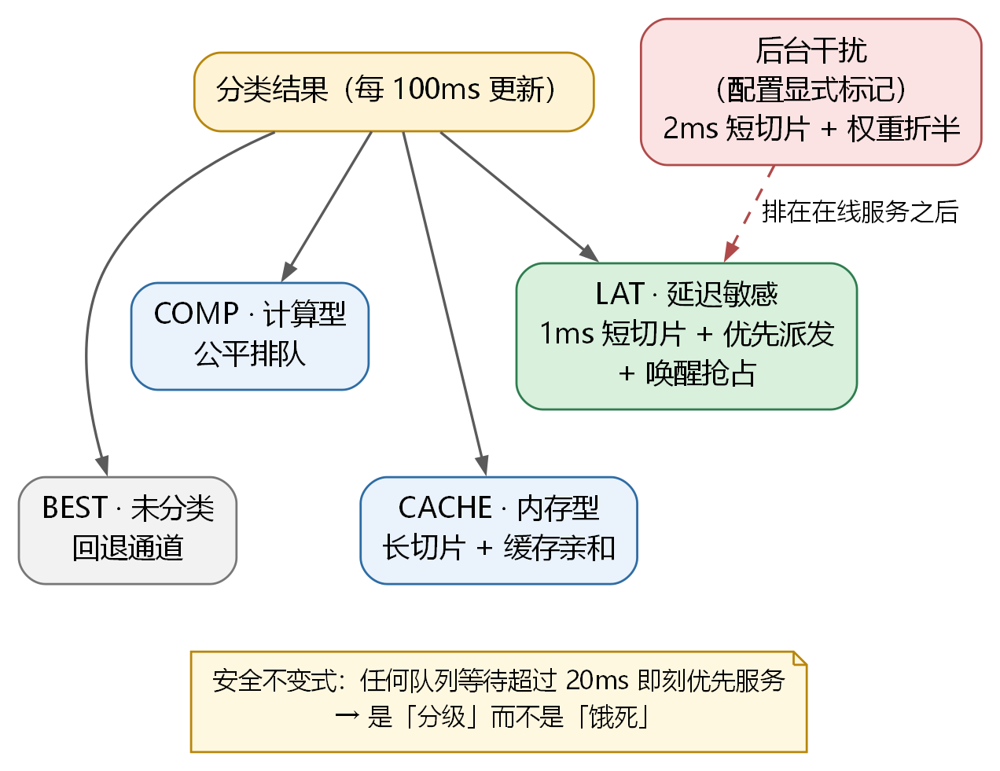 分类结果（每 100ms 更新）
后台干扰
（配置显式标记）
2ms 短切片 + 权重折半
排在在线服务之后
COMP · 计算型
公平排队
LAT · 延迟敏感
1ms 短切片 + 优先派发
+ 唤醒抢占
BEST · 未分类
回退通道
CACHE · 内存型
长切片 + 缓存亲和
安全不变式：任何队列等待超过 20ms 即刻优先服务
→ 是「分级」而不是「饿死」